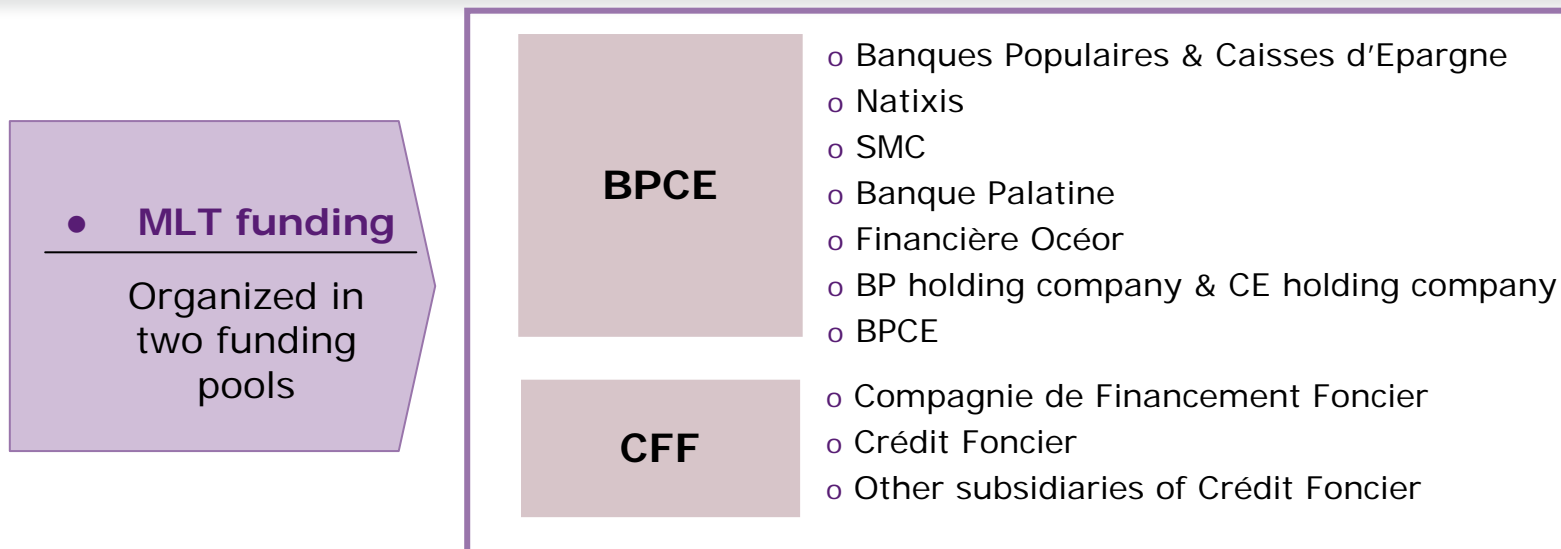 ● MLT funding
Organized in
two funding
pools
BPCE
o Banques Populaires & Caisses d’Epargne
o Natixis
o SMC
o Banque Palatine
o Financière Océor
o BP holding company & CE holding company
o BPCE
CFF
o Compagnie de Financement Foncier
o Crédit Foncier
o Other subsidiaries of Crédit Foncier